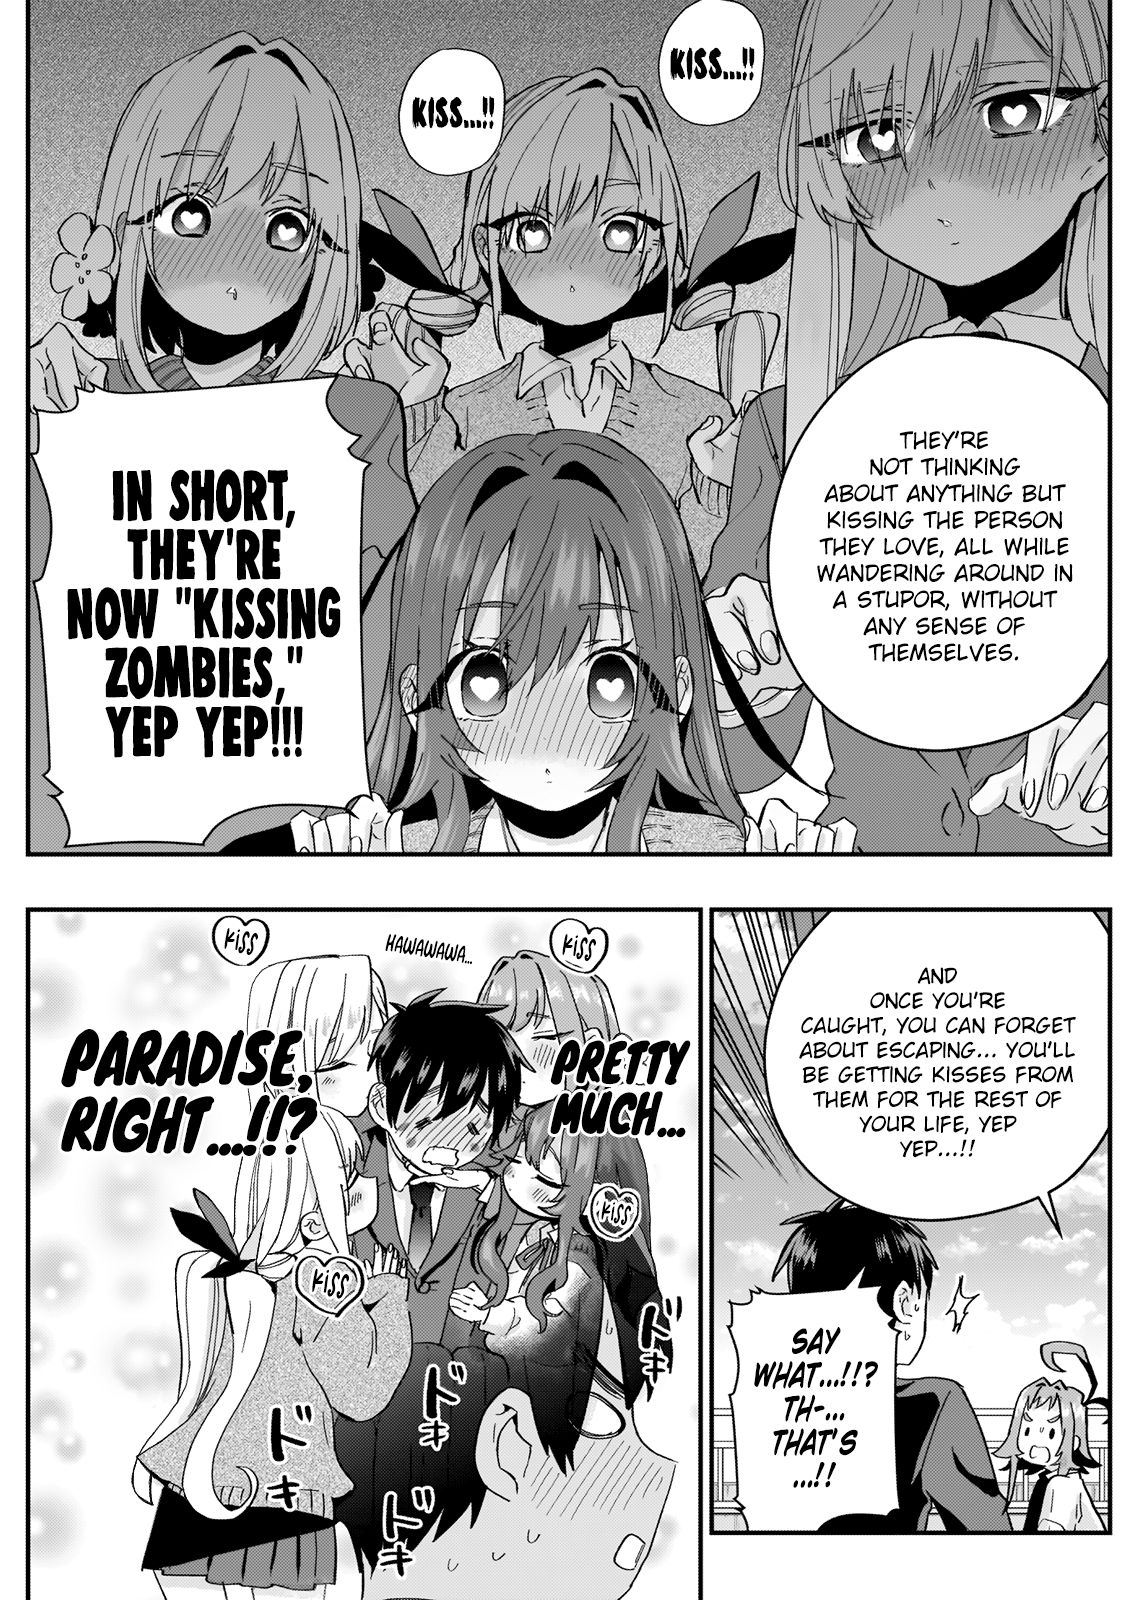 KISS...!!
KISS...!!
THEY'RE
NOT THINKING
ABOUT ANYTHING BUT
KISSING THE PERSON
THEY LOVE, ALL WHILE
WANDERING AROUND IN
A STUPOR, WITHOUT
ANY SENSE OF
THEMSELVES.
IN SHORT,
THEY'RE
NOW "KISSING
ZOMBIES,"
YEP YEP!!!
AND
ONCE YOU'RE
CAUGHT, YOU CAN FORGET
ABOUT ESCAPING... YOU'LL
BE GETTING KISSES FROM
THEM FOR THE REST OF
YOUR LIFE, YEP
YEP...!!
SAY
WHAT...!!?
TH-...
THAT'S
...!!
KiSS
HAWAWAWA...
KiSS
PRETTY
MUCH...
PARADISE,
RIGHT...!!?
KiSS
KiSS
ドキ
ドキ
ドキ
ドキ